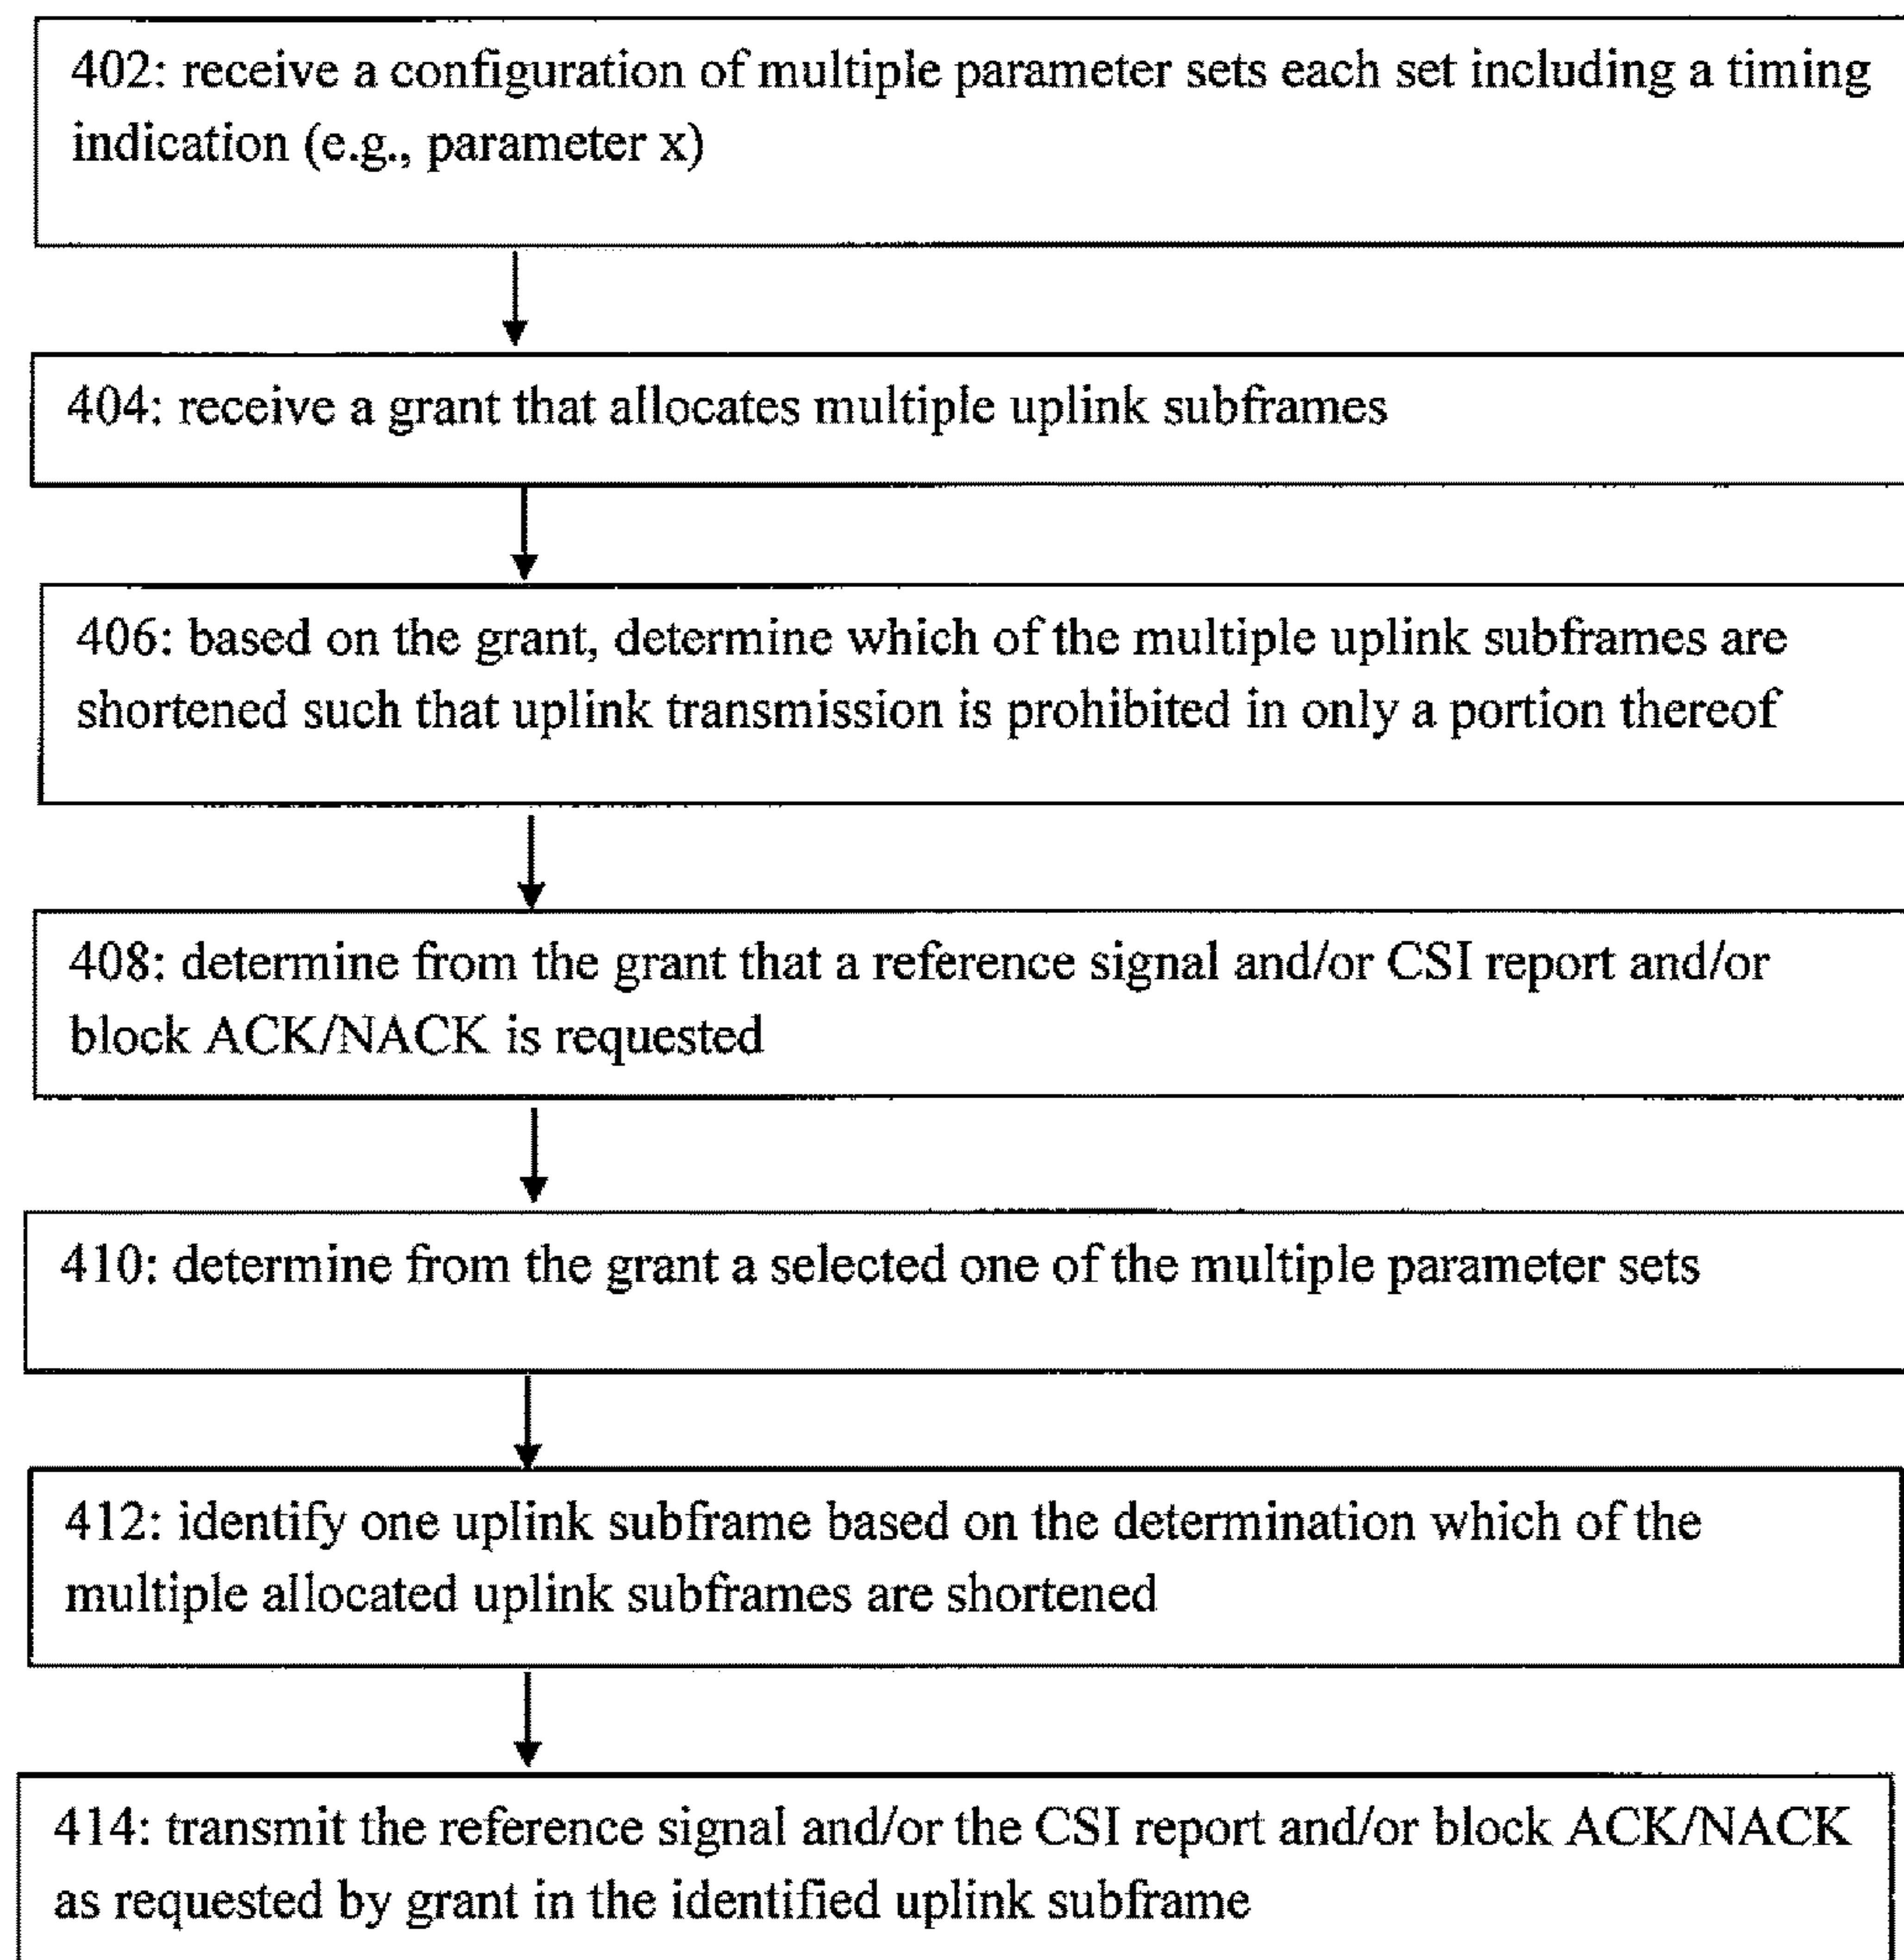 402: receive a configuration of multiple parameter sets each set including a timing
indication (e.g., parameter x)
404: receive a grant that allocates multiple uplink subframes
406: based on the grant, determine which of the multiple uplink subframes are
shortened such that uplink transmission is prohibited in only a portion thereof
408: determine from the grant that a reference signal and/or CSI report and/or
block ACK/NACK is requested
410: determine from the grant a selected one of the multiple parameter sets
412: identify one uplink subframe based on the determination which of the
multiple allocated uplink subframes are shortened
414: transmit the reference signal and/or the CSI report and/or block ACK/NACK
as requested by grant in the identified uplink subframe